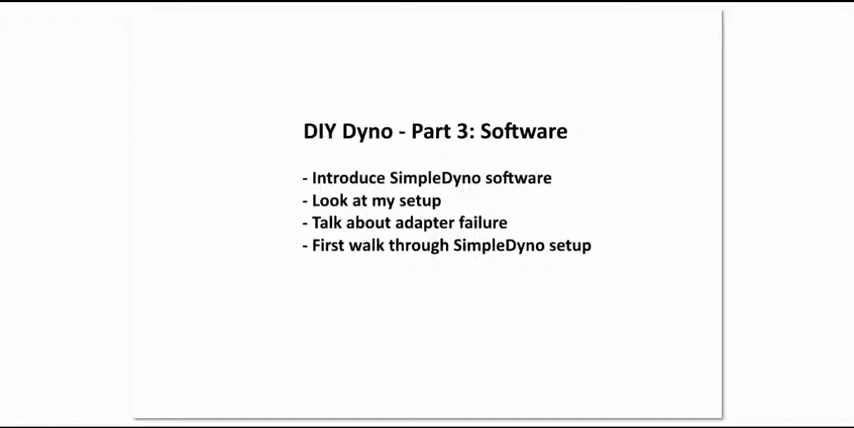 DIY Dyno - Part 3: Software
- Introduce SimpleDyno software
- Look at my setup
- Talk about adapter failure
- First walk through SimpleDyno setup